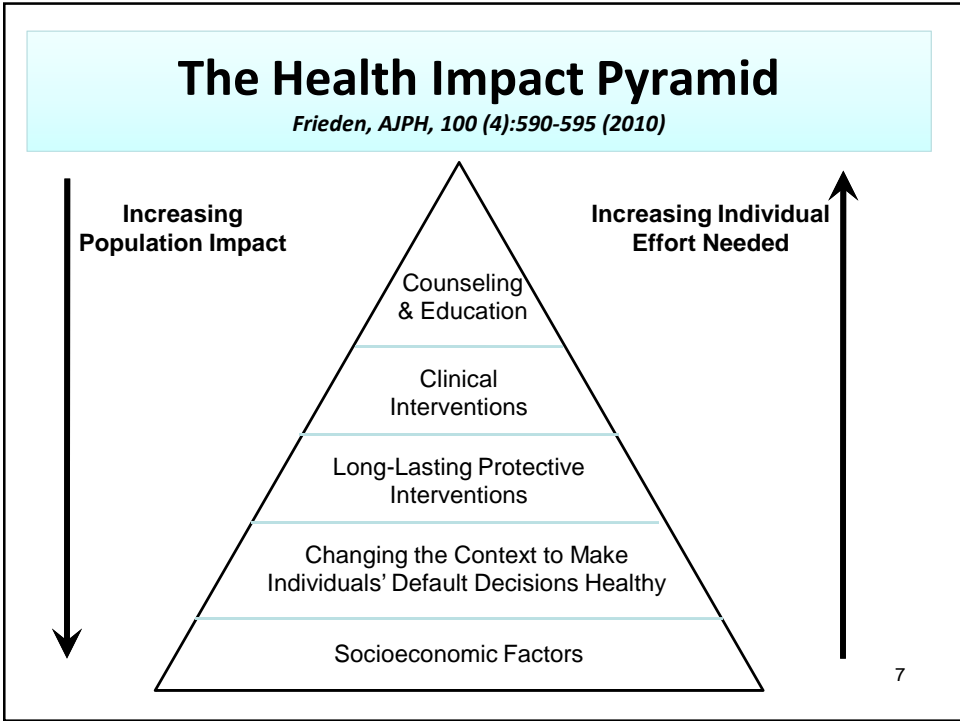 The Health Impact Pyramid
Frieden, AJPH, 100 (4):590-595 (2010)
Increasing
Population Impact
Increasing Individual
Effort Needed
Counseling
& Education
Clinical
Interventions
Long-Lasting Protective
Interventions
Changing the Context to Make
Individuals’ Default Decisions Healthy
Socioeconomic Factors
7